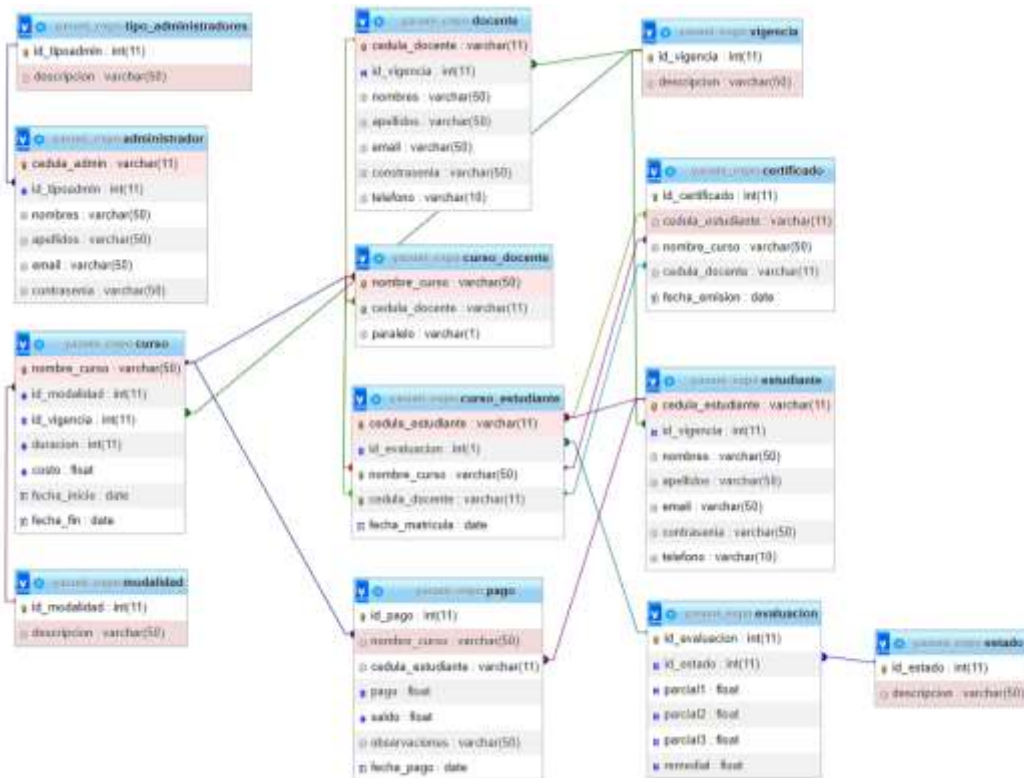 tipo_administradores
id_tipoadmin : int(11)
descripcion : varchar(50)
administrador
cedula_admin : varchar(11)
id_tipoadmin : int(11)
nombres : varchar(50)
apellidos : varchar(50)
email : varchar(50)
contrasenia : varchar(50)
curso
nombre_curso : varchar(50)
id_modalidad : int(11)
id_vigencia : int(11)
duracion : int(11)
costo : float
fecha_inicio : date
fecha_fin : date
modalidad
id_modalidad : int(11)
descripcion : varchar(50)
docente
cedula_docente : varchar(11)
id_vigencia : int(11)
nombres : varchar(50)
apellidos : varchar(50)
email : varchar(50)
constrasenia : varchar(50)
telefono : varchar(10)
curso_docente
nombre_curso : varchar(50)
cedula_docente : varchar(11)
paralelo : varchar(1)
curso_estudiante
cedula_estudiante : varchar(11)
id_evaluacion : int(1)
nombre_curso : varchar(50)
cedula_docente : varchar(11)
fecha_matricula : date
pago
id_pago : int(11)
nombre_curso : varchar(50)
cedula_estudiante : varchar(11)
pago : float
saldo : float
observaciones : varchar(50)
fecha_pago : date
vigencia
id_vigencia : int(11)
descripcion : varchar(50)
certificado
id_certificado : int(11)
cedula_estudiante : varchar(11)
nombre_curso : varchar(50)
cedula_docente : varchar(11)
fecha_emision : date
estudiante
cedula_estudiante : varchar(11)
id_vigencia : int(11)
nombres : varchar(50)
apellidos : varchar(50)
email : varchar(50)
contrasenia : varchar(50)
telefono : varchar(10)
evaluacion
id_evaluacion : int(11)
id_estado : int(11)
parcial1 : float
parcial2 : float
parcial3 : float
remedial : float
estado
id_estado : int(11)
descripcion : varchar(50)